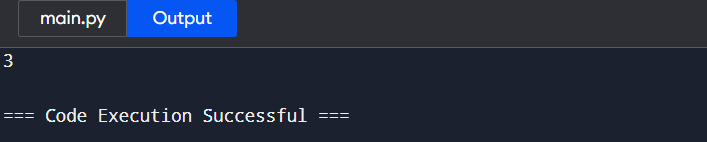 main.py Output
3
=== Code Execution Successful ===